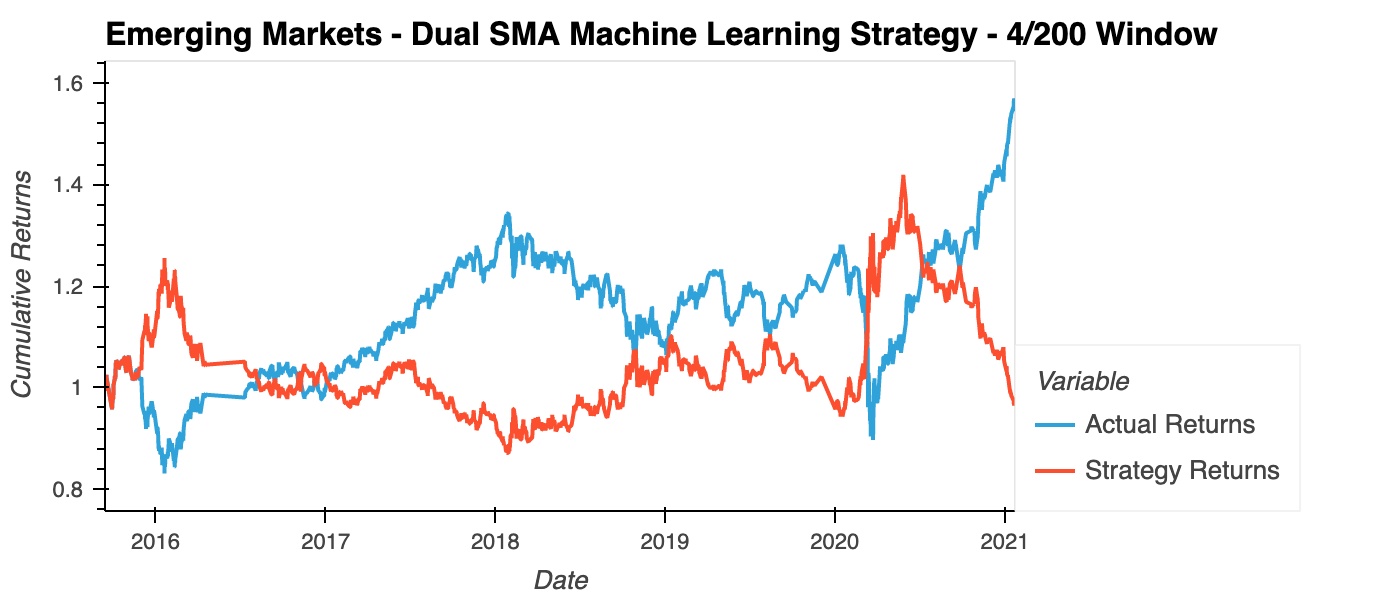 Emerging Markets - Dual SMA Machine Learning Strategy - 4/200 Window
1.6
1.4
1.2
1
0.8
Cumulative Returns
2016 2017 2018 2019 2020 2021
Date
Variable
Actual Returns
Strategy Returns